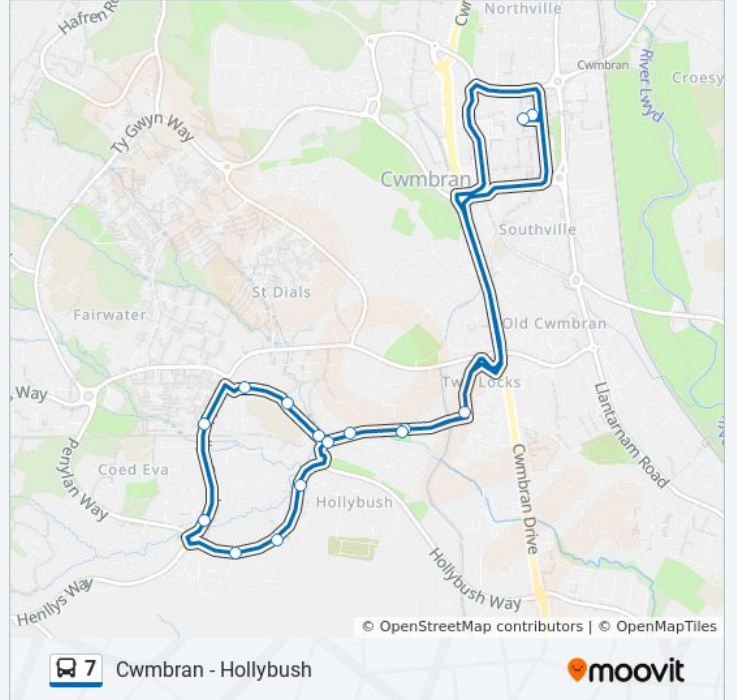 Northville
Hafren R
Cw
Cwmbran
River Lwyd
Croesy
Ty Gwyn Way
Cwmbran
Southville
St Dials
Fairwater
Old Cwmbran
Two Locks
Way
Llantarnam Road
Penylan Way
Coed Eva
Cwmbran Drive
Hollybush
Hollybush Way
Henllys Way
© OpenStreetMap contributors | © OpenMapTiles
7 Cwmbran - Hollybush
moovit